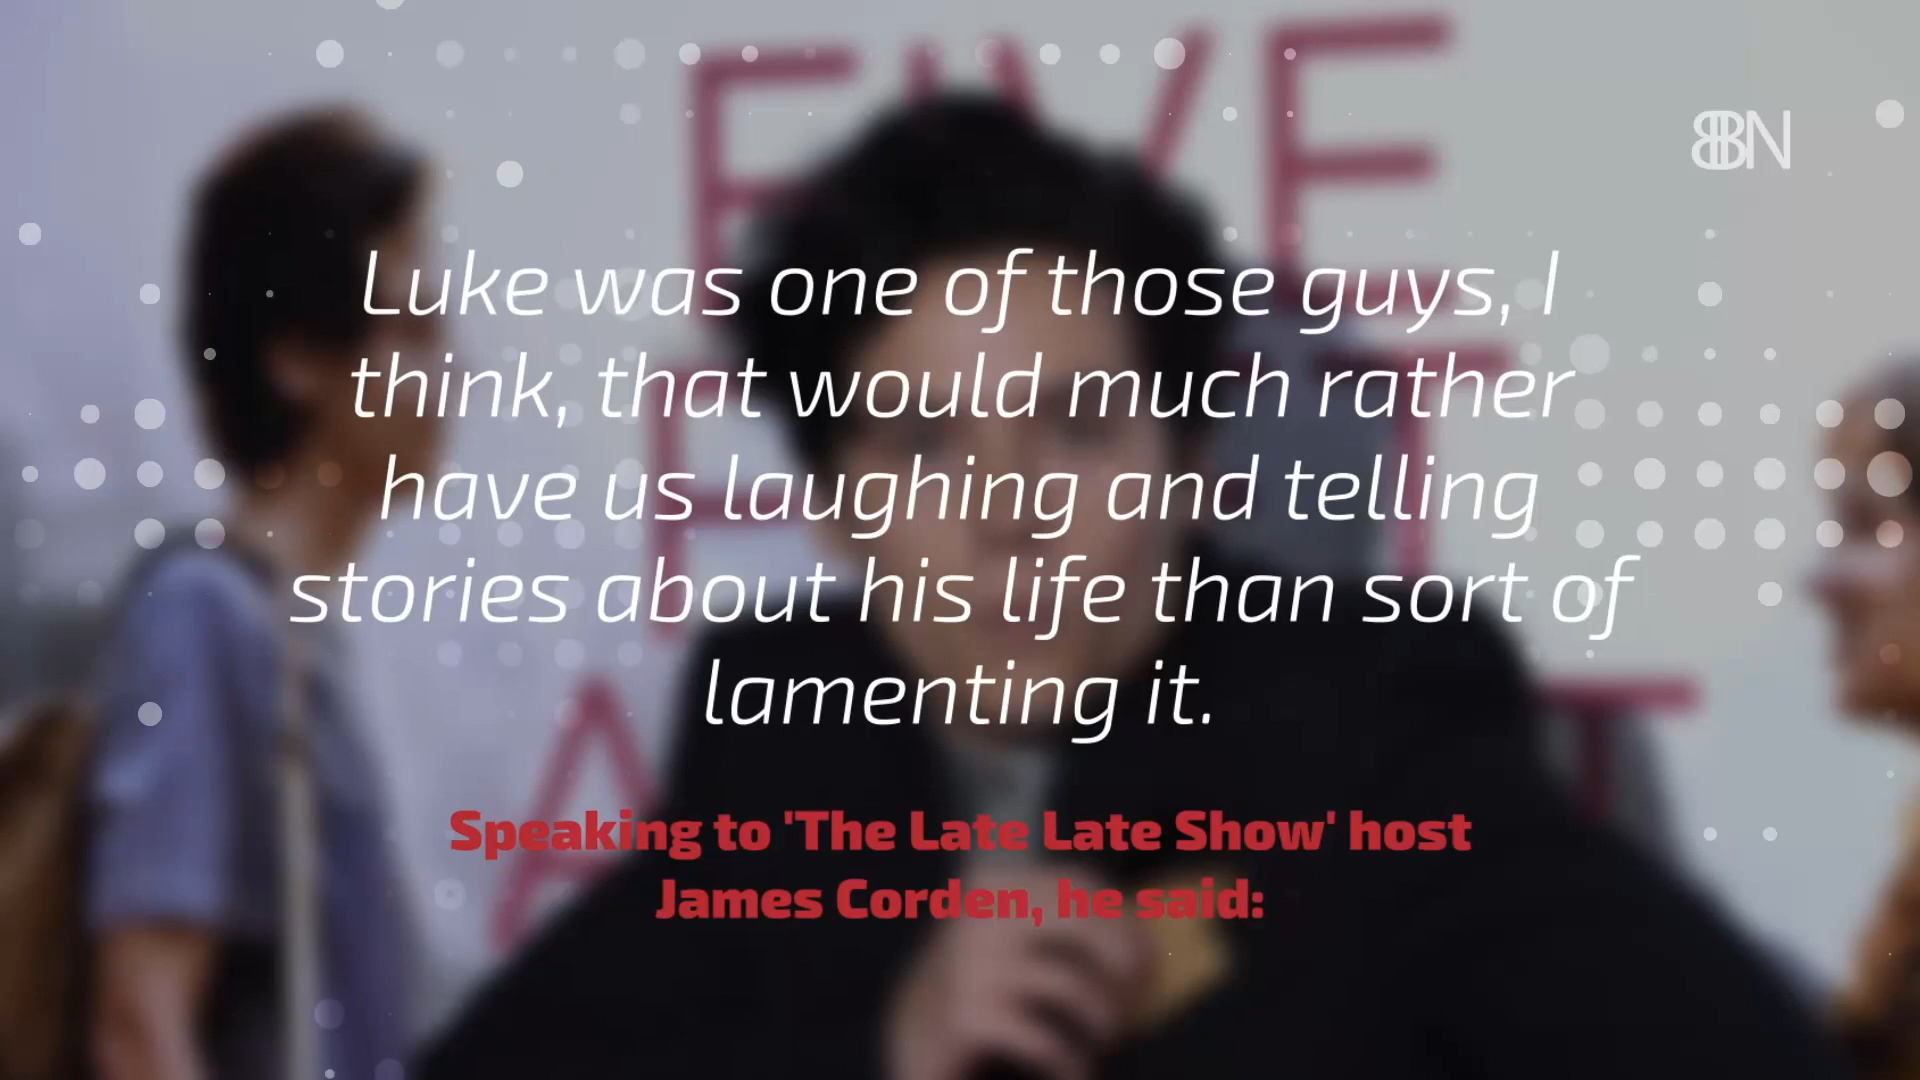 FIVE
BBN
Luke was one of those guys, I
think, that would much rather
have us laughing and telling
stories about his life than sort of
lamenting it.
Speaking to 'The Late Late Show' host
James Corden, he said: